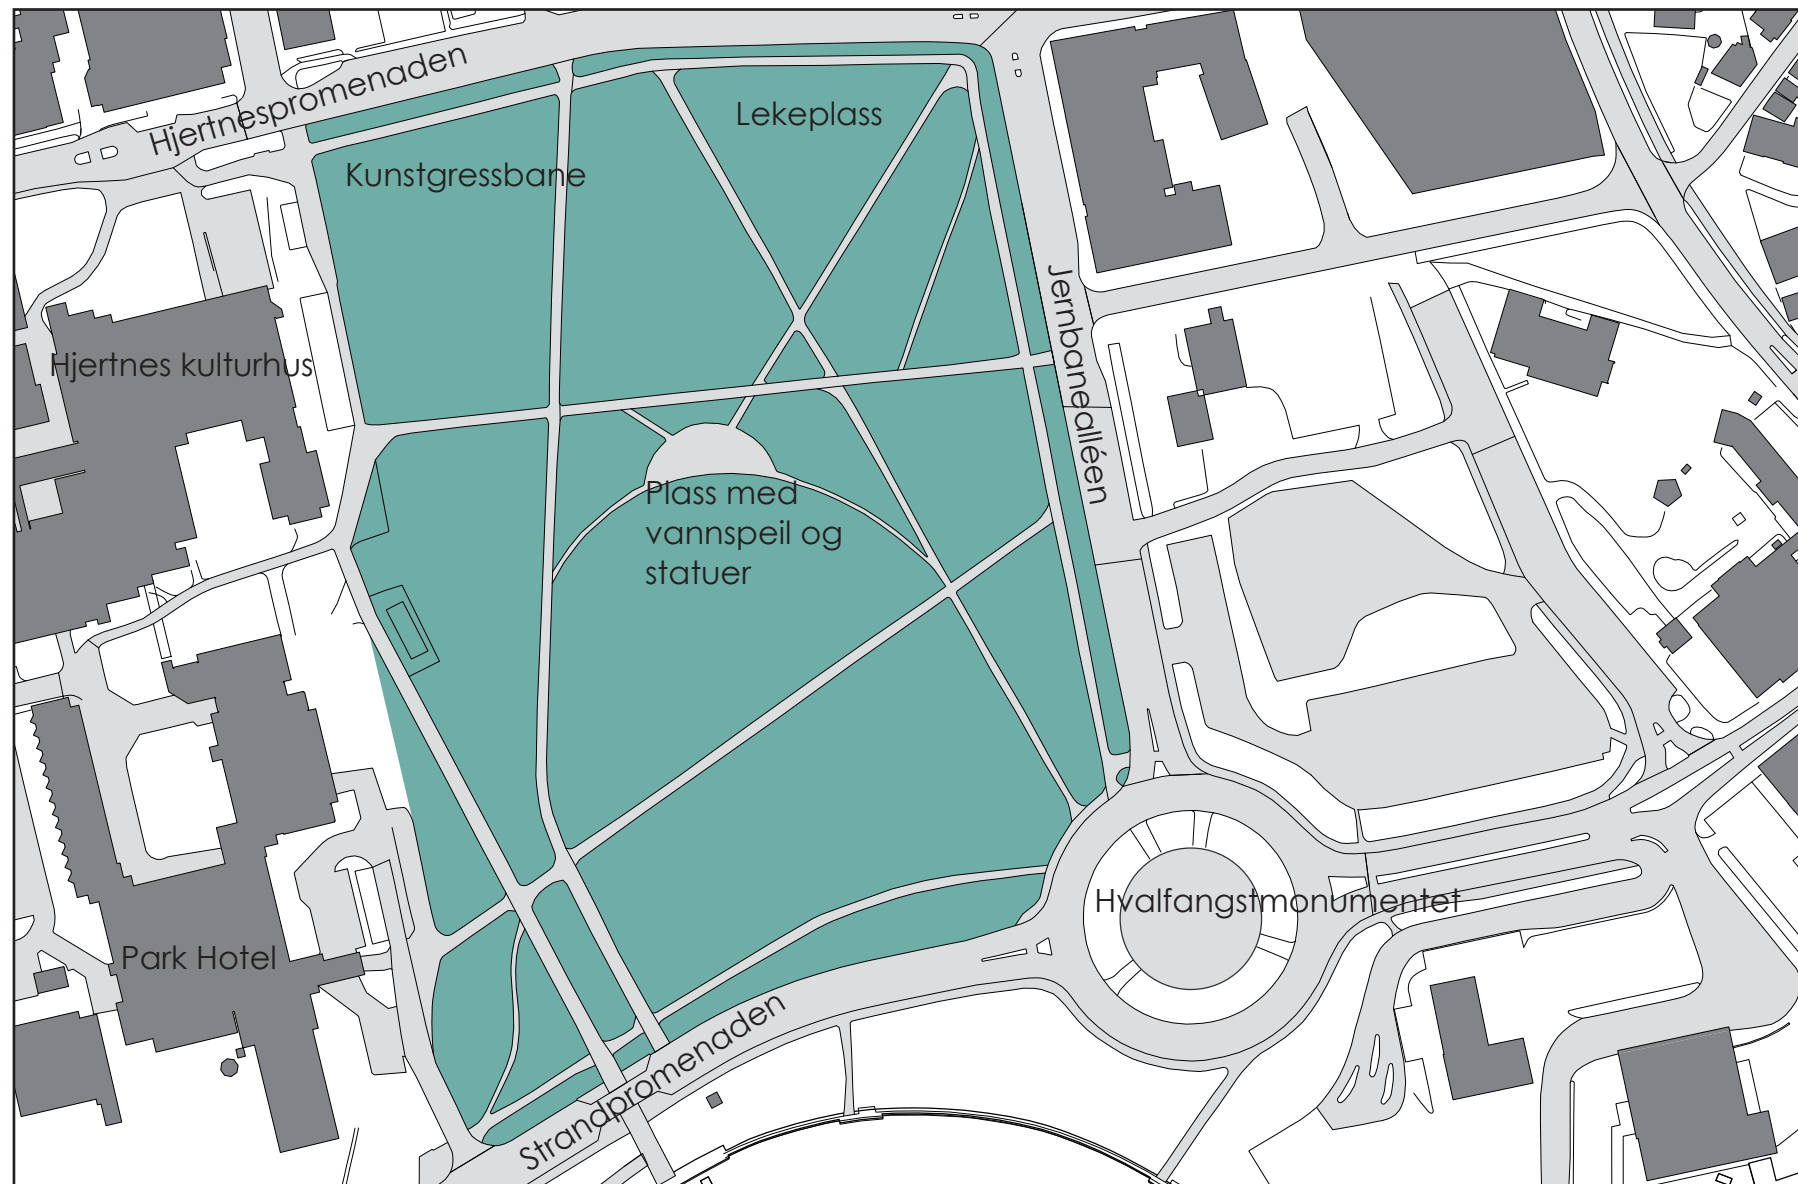 Hjertnespromenaden
Lekeplass
Kunstgressbane
Hjertnes kulturhus
Jernbanealléen
Plass med
vannspeil og
statuer
Hvalfangstmonumentet
Park Hotel
Strandpromenaden